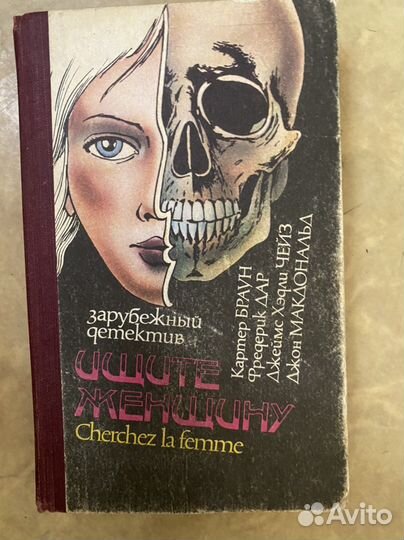 Картер БРАУН
Фредерик ДАР
Джеймс Хэдли ЧЕЙЗ
Джон МАКДОНАЛЬД
зарубежный
детектив
ИЩИТЕ
ЖЕНЩИНУ
Cherchez la femme
Avito